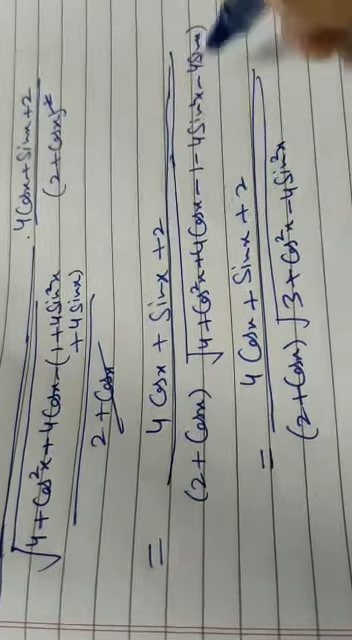 4Cosx+Sinx+2
√4+Cos²x+4Cosx-(1+4Sin²x . (2+Cosx)²
+4Sinx)
2+Cosx
= 4Cosx + Sinx + 2
(2+Cosx) √4+Cos²x+4Cosx-1-4Sin²x-4Sinx)
= 4Cosx + Sinx + 2
(2+Cosx) √3+Cos²x-4Sin²x